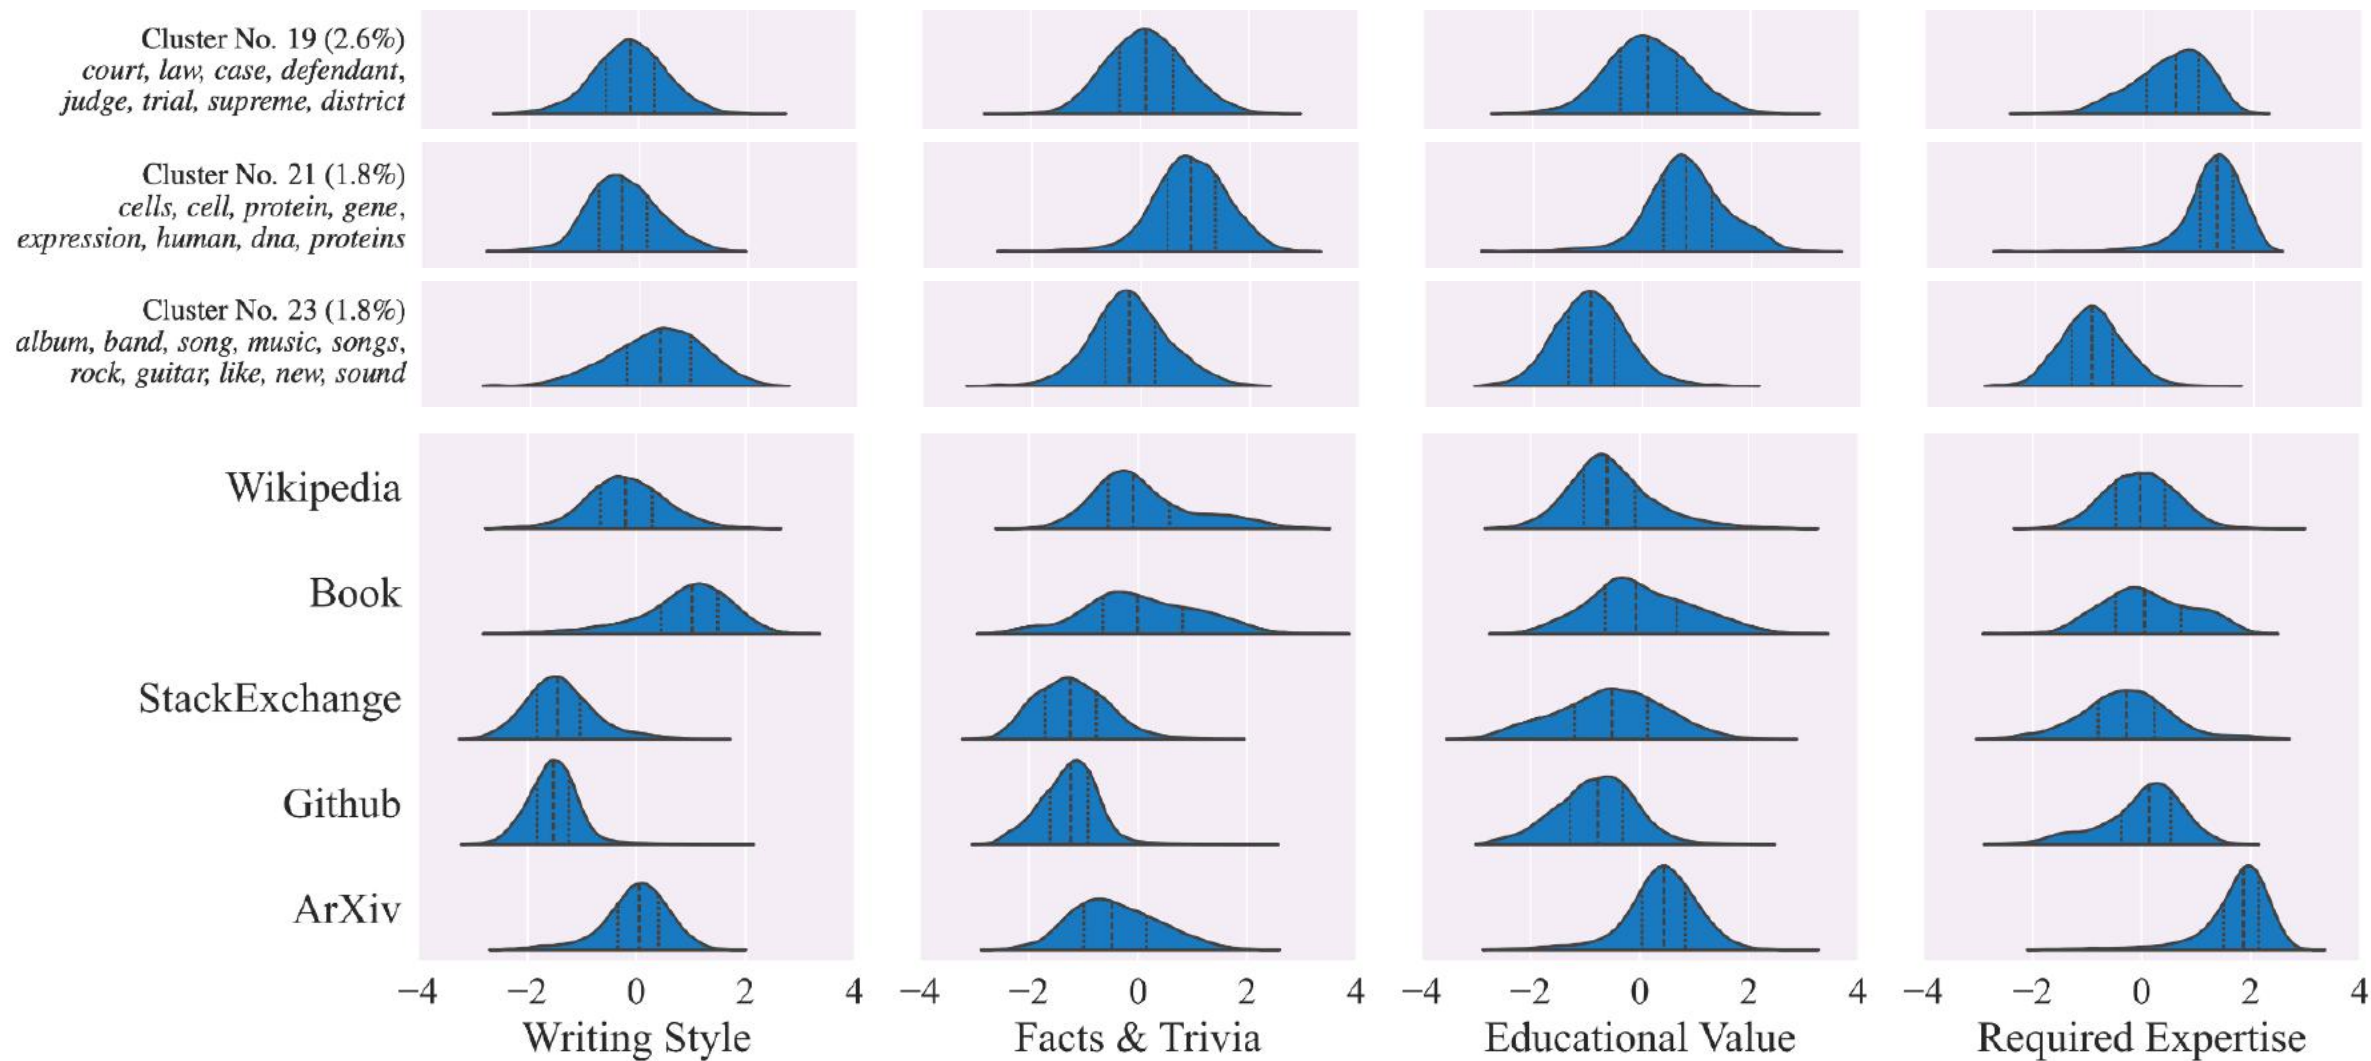 Cluster No. 19 (2.6%)
court, law, case, defendant,
judge, trial, supreme, district
Cluster No. 21 (1.8%)
cells, cell, protein, gene,
expression, human, dna, proteins
Cluster No. 23 (1.8%)
album, band, song, music, songs,
rock, guitar, like, new, sound
Wikipedia
Book
StackExchange
Github
ArXiv
−4 −2 0 2 4 −4 −2 0 2 4 −4 −2 0 2 4 −4 −2 0 2 4
Writing Style Facts & Trivia Educational Value Required Expertise